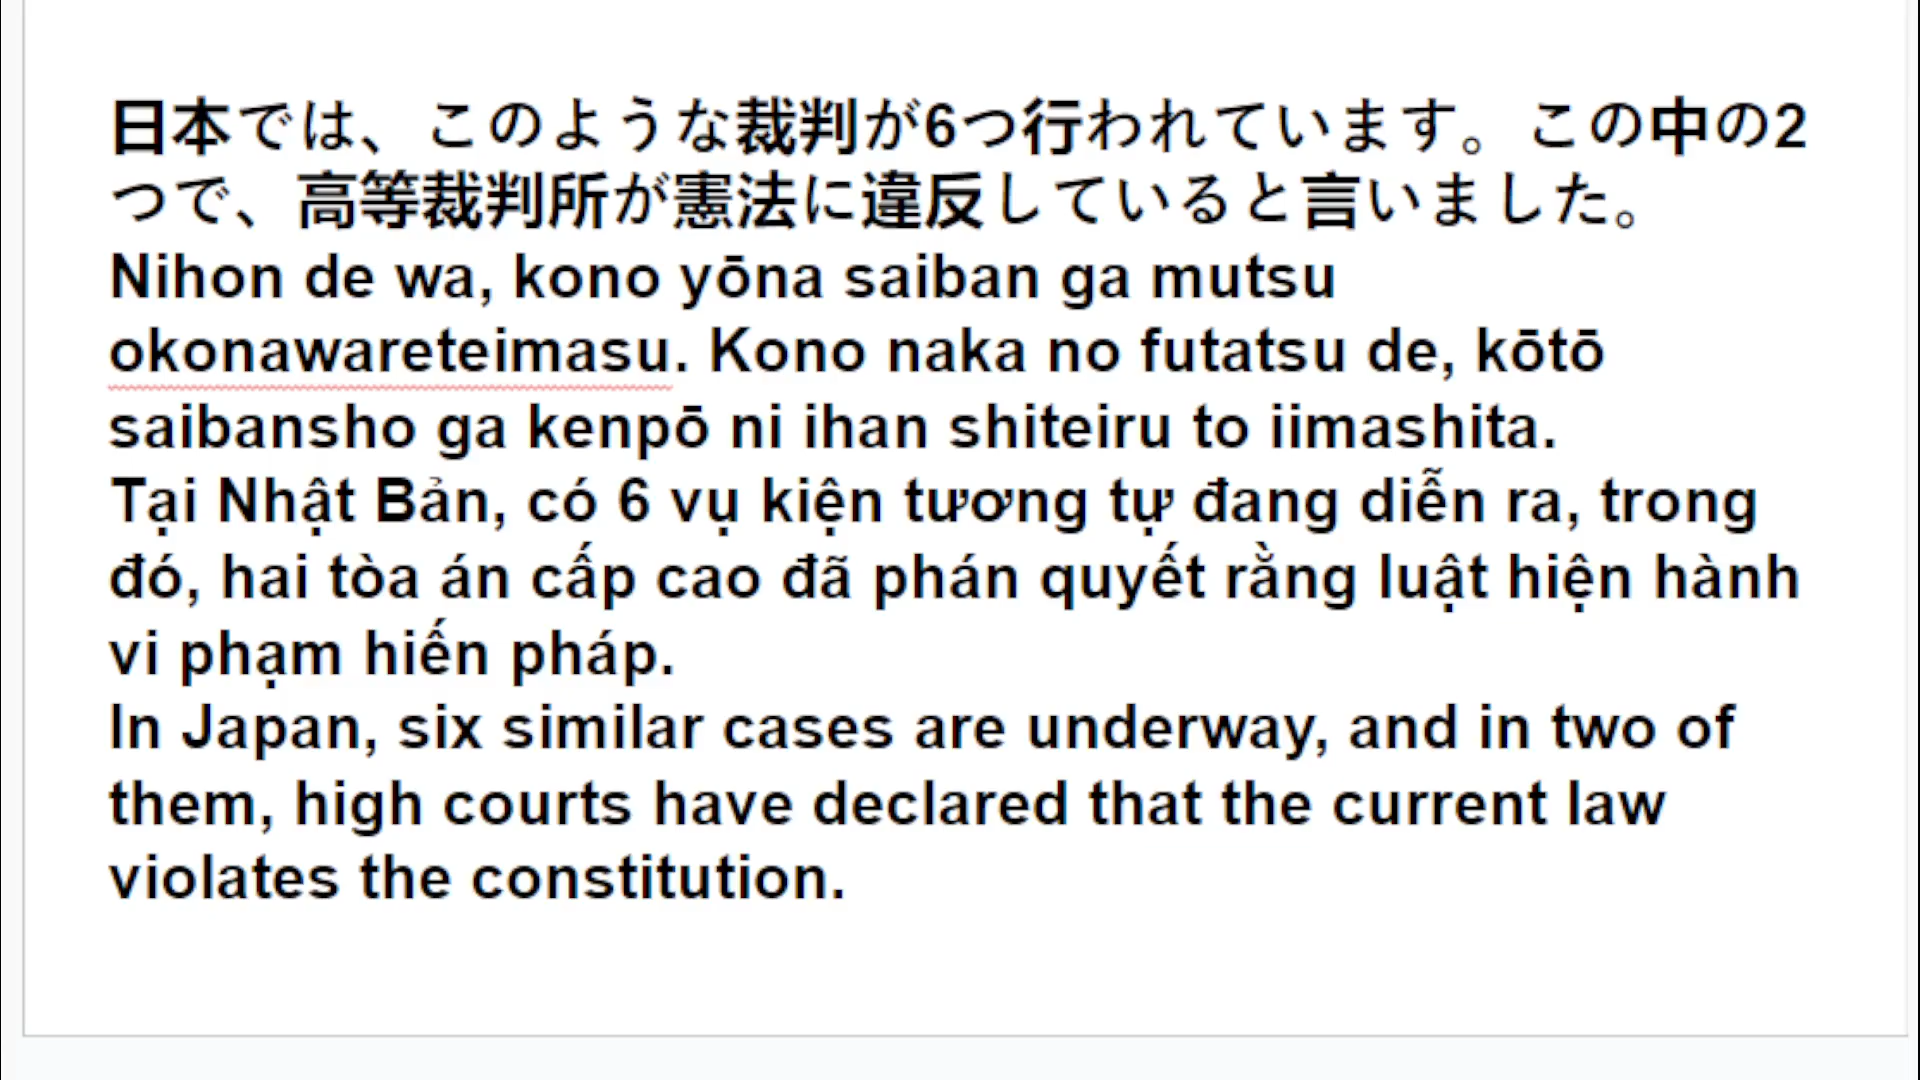 日本では、このような裁判が6つ行われています。この中の2
つで、高等裁判所が憲法に違反していると言いました。
Nihon de wa, kono yōna saiban ga mutsu
okonawareteimasu. Kono naka no futatsu de, kōtō
saibansho ga kenpō ni ihan shiteiru to iimashita.
Tại Nhật Bản, có 6 vụ kiện tương tự đang diễn ra, trong
đó, hai tòa án cấp cao đã phán quyết rằng luật hiện hành
vi phạm hiến pháp.
In Japan, six similar cases are underway, and in two of
them, high courts have declared that the current law
violates the constitution.